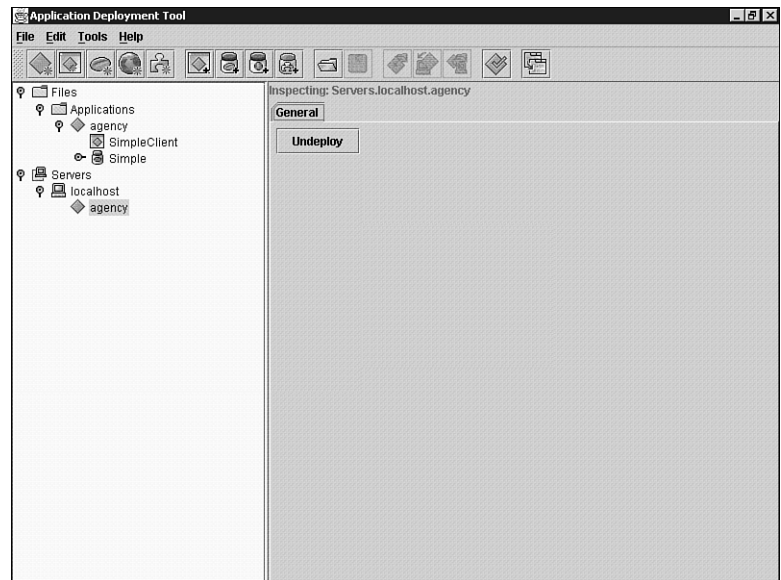 Application Deployment Tool
File Edit Tools Help
Files
Applications
agency
SimpleClient
Simple
Servers
localhost
agency
Inspecting: Servers.localhost.agency
General
Undeploy